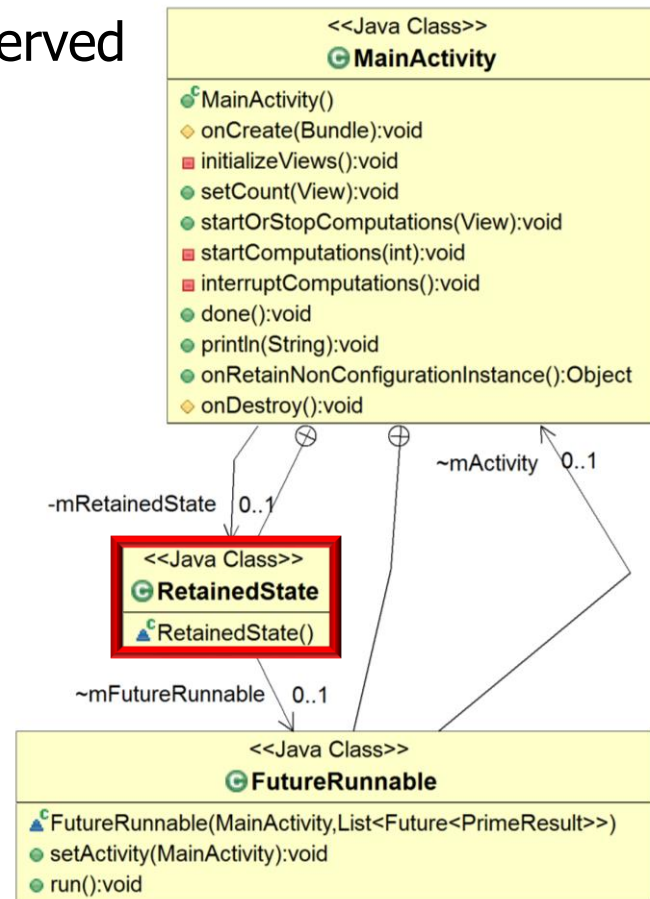 erved
<<Java Class>>
MainActivity
MainActivity()
onCreate(Bundle):void
initializeViews():void
setCount(View):void
startOrStopComputations(View):void
startComputations(int):void
interruptComputations():void
done():void
println(String):void
onRetainNonConfigurationInstance():Object
onDestroy():void
~mActivity 0..1
-mRetainedState 0..1
<<Java Class>>
RetainedState
RetainedState()
~mFutureRunnable 0..1
<<Java Class>>
FutureRunnable
FutureRunnable(MainActivity,List<Future<PrimeResult>>)
setActivity(MainActivity):void
run():void